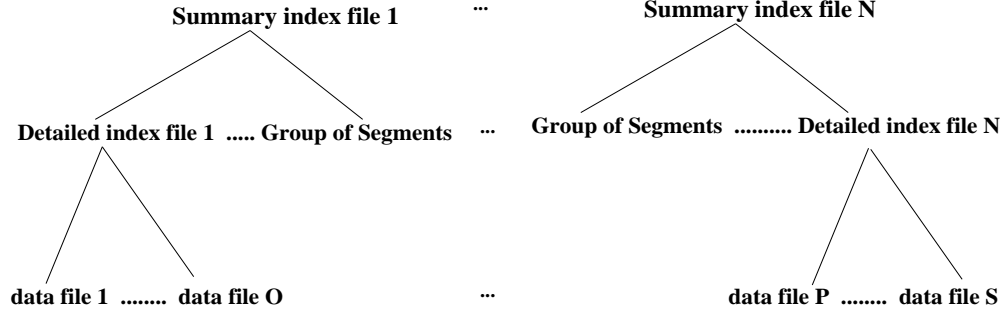 Summary index file 1 ... Summary index file N
Detailed index file 1 ..... Group of Segments ... Group of Segments .......... Detailed index file N
data file 1 ........ data file O ... data file P ........ data file S